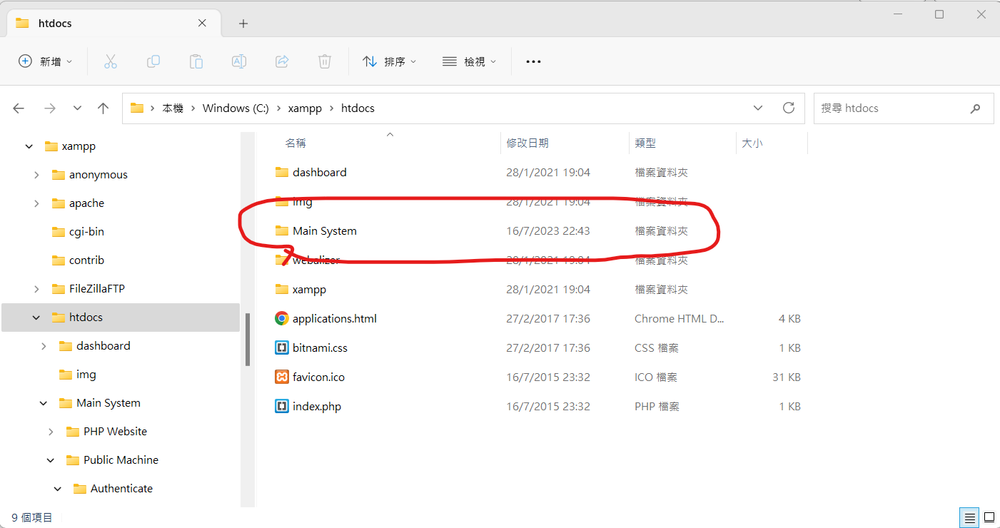 htdocs
新增
排序
檢視
本機 Windows (C:) xampp htdocs
搜尋 htdocs
xampp
anonymous
apache
cgi-bin
contrib
FileZillaFTP
htdocs
dashboard
img
Main System
PHP Website
Public Machine
Authenticate
名稱 修改日期 類型 大小
dashboard 28/1/2021 19:04 檔案資料夾
img 28/1/2021 19:04 檔案資料夾
Main System 16/7/2023 22:43 檔案資料夾
webalizer 28/1/2021 19:04 檔案資料夾
xampp 28/1/2021 19:04 檔案資料夾
applications.html 27/2/2017 17:36 Chrome HTML D... 4 KB
bitnami.css 27/2/2017 17:36 CSS 檔案 1 KB
favicon.ico 16/7/2015 23:32 ICO 檔案 31 KB
index.php 16/7/2015 23:32 PHP 檔案 1 KB
9 個項目